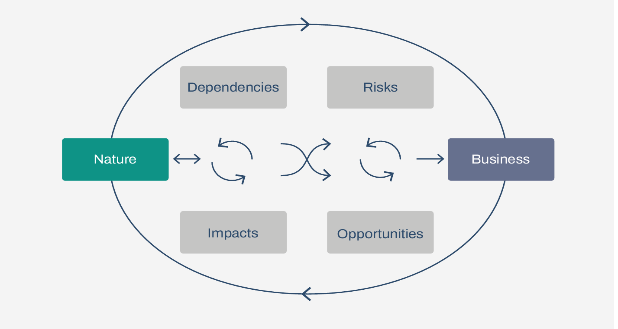 Dependencies
Risks
Nature
Business
Impacts
Opportunities